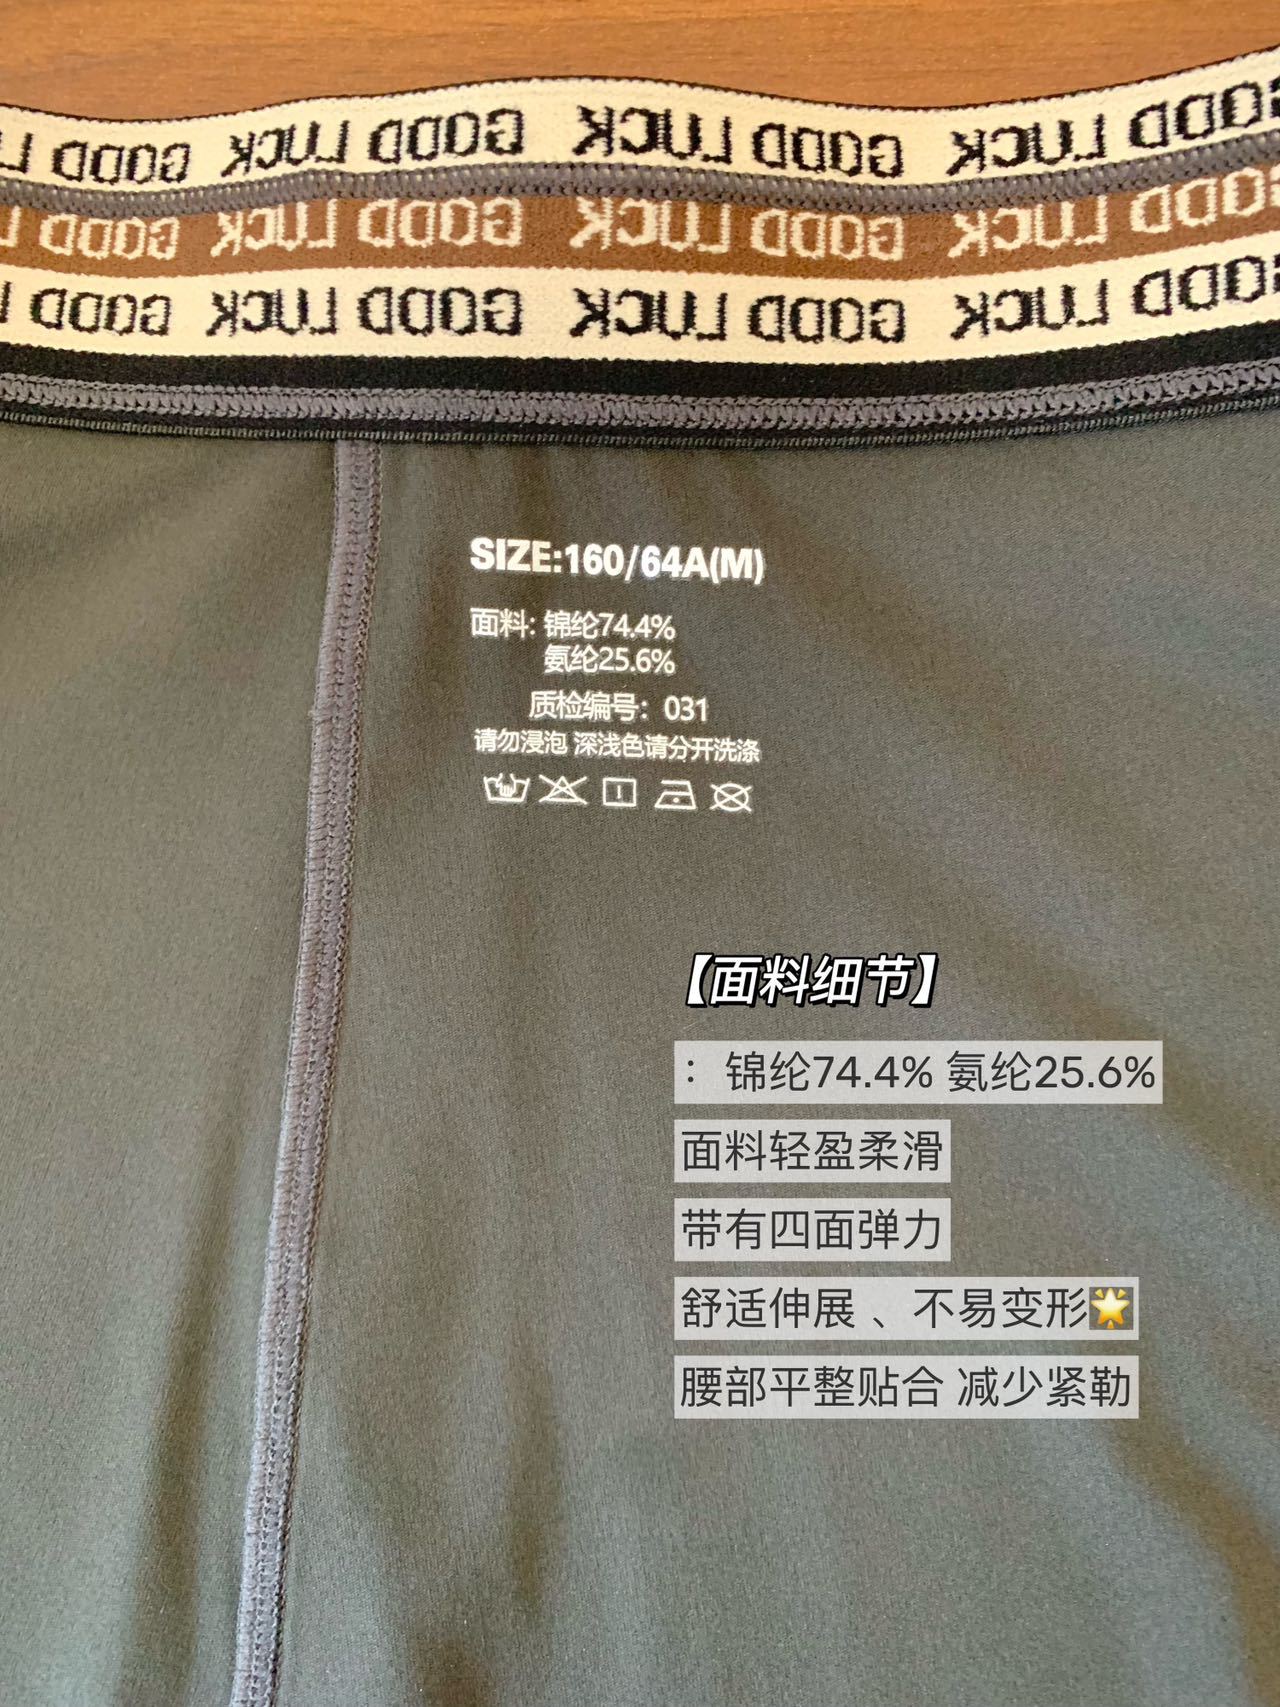 GOOD LUCK GOOD LUCK GOOD LUCK GOOD
GOOD LUCK GOOD LUCK GOOD LUCK GOOD
GOOD LUCK GOOD LUCK GOOD LUCK GOOD
SIZE:160/64A(M)
面料: 锦纶74.4%
氨纶25.6%
质检编号: 031
请勿浸泡 深浅色请分开洗涤
【面料细节】
：锦纶74.4% 氨纶25.6%
面料轻盈柔滑
带有四面弹力
舒适伸展、不易变形🌟
腰部平整贴合 减少紧勒